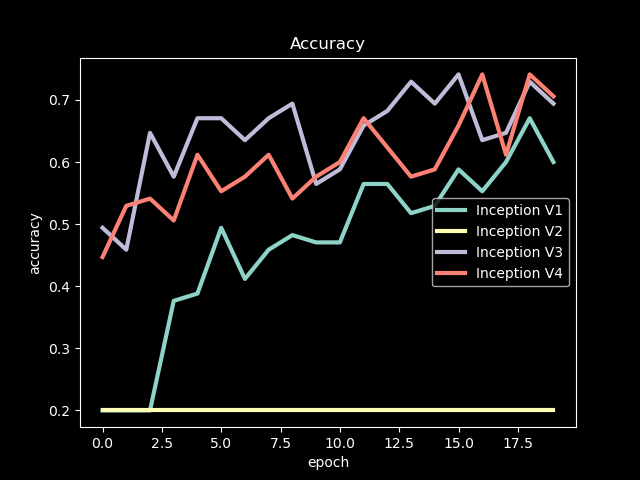 Accuracy
accuracy
0.7
0.6
0.5
0.4
0.3
0.2
Inception V1
Inception V2
Inception V3
Inception V4
0.0 2.5 5.0 7.5 10.0 12.5 15.0 17.5
epoch